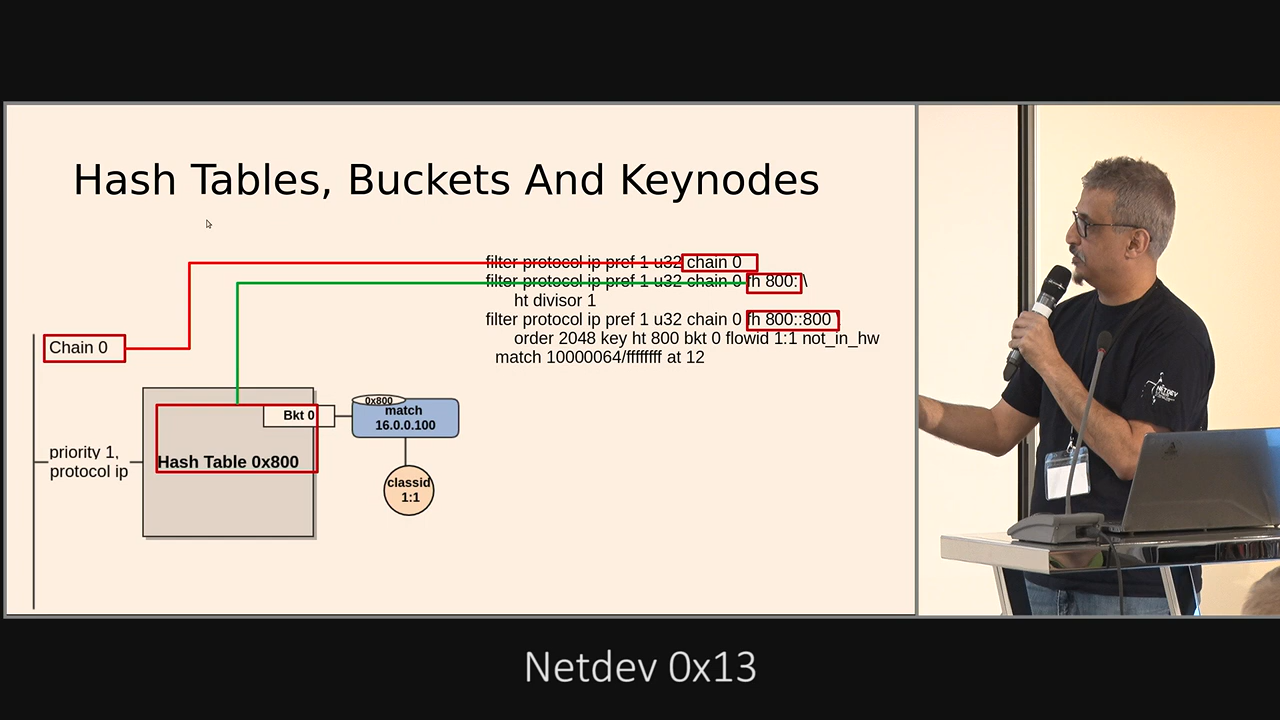 Hash Tables, Buckets And Keynodes
filter protocol ip pref 1 u32 chain 0
filter protocol ip pref 1 u32 chain 0 fh 800: \
ht divisor 1
filter protocol ip pref 1 u32 chain 0 fh 800::800 \
order 2048 key ht 800 bkt 0 flowid 1:1 not_in_hw
match 10000064/ffffffff at 12
Chain 0
priority 1,
protocol ip
Bkt 0
Hash Table 0x800
0x800
match
16.0.0.100
classid
1:1
NETDEV
Netdev 0x13